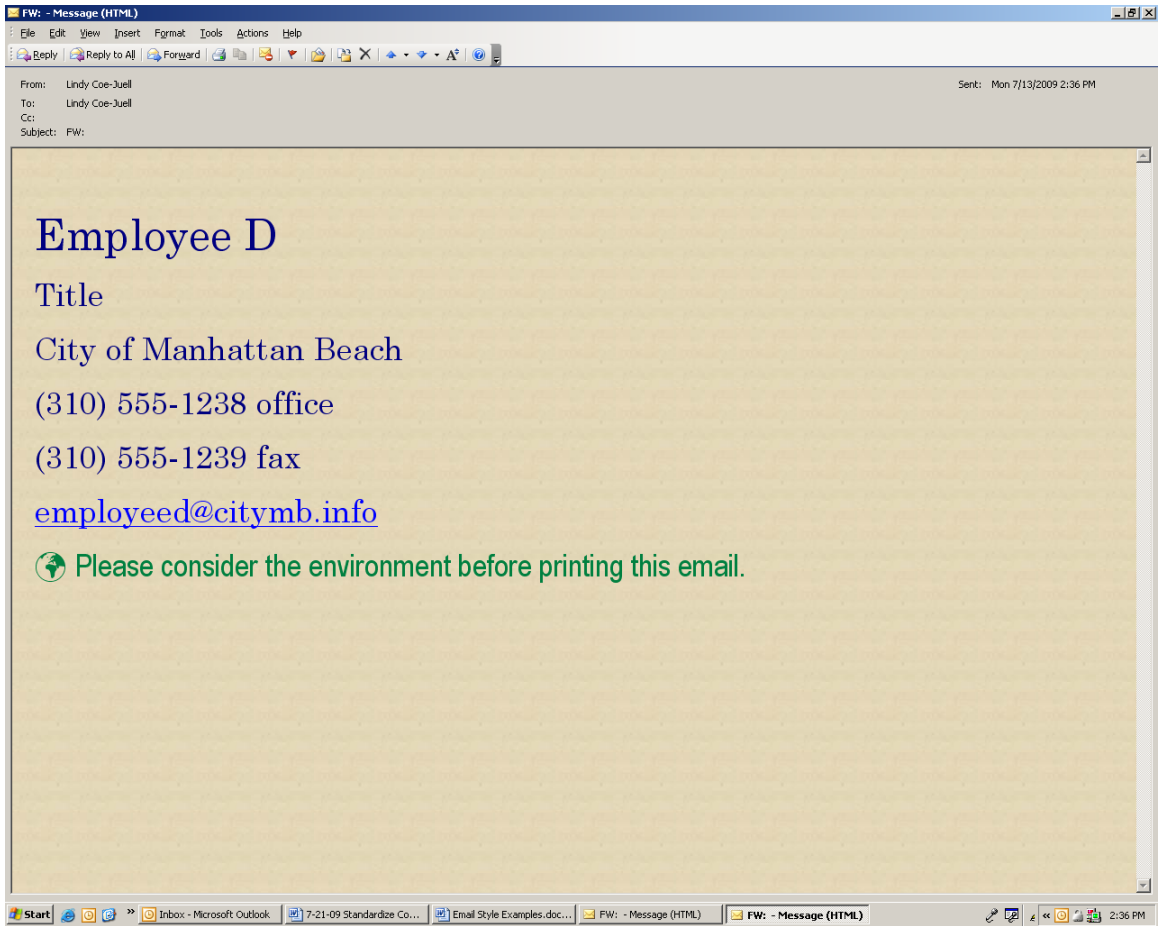 FW: - Message (HTML)
File Edit View Insert Format Tools Actions Help
Reply Reply to All Forward
From: Lindy Coe-Juell Sent: Mon 7/13/2009 2:36 PM
To: Lindy Coe-Juell
Cc:
Subject: FW:
Employee D
Title
City of Manhattan Beach
(310) 555-1238 office
(310) 555-1239 fax
employeed@citymb.info
Please consider the environment before printing this email.
Start » Inbox - Microsoft Outlook 7-21-09 Standardize Co... Email Style Examples.doc... FW: - Message (HTML) FW: - Message (HTML) « 2:36 PM